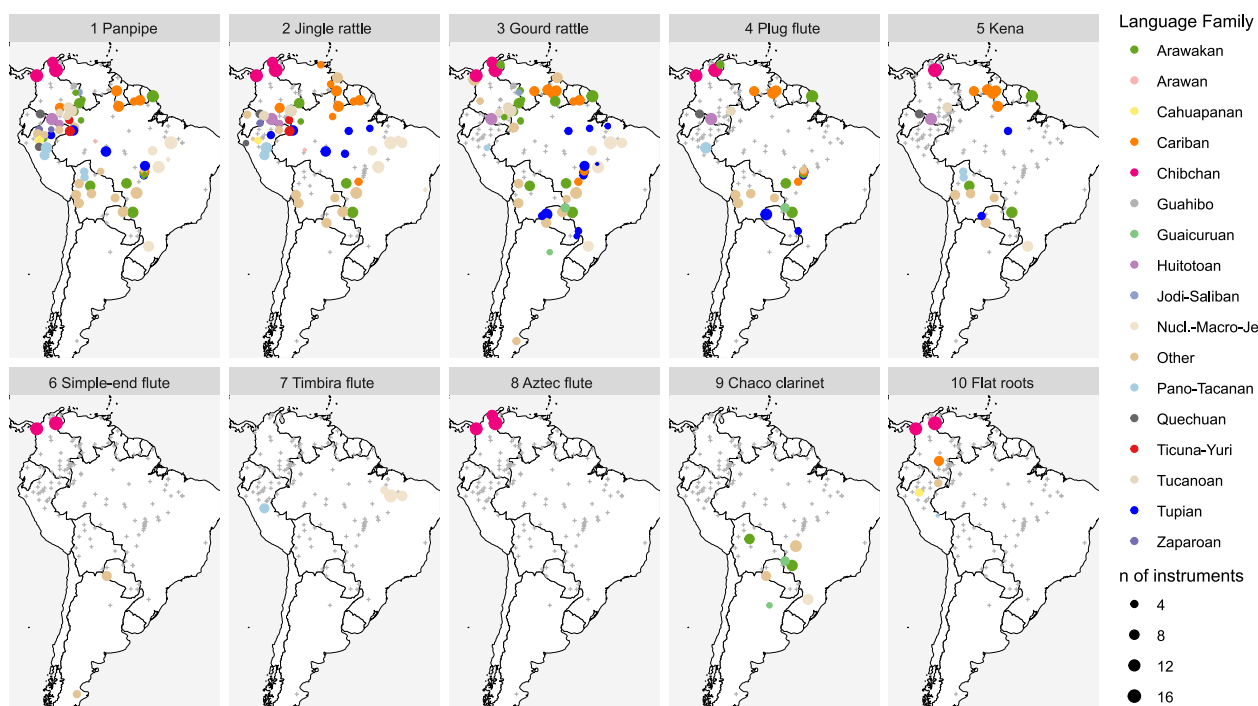 1 Panpipe
2 Jingle rattle
3 Gourd rattle
4 Plug flute
5 Kena
6 Simple-end flute
7 Timbira flute
8 Aztec flute
9 Chaco clarinet
10 Flat roots
Language Family
Arawakan
Arawan
Cahuapanan
Cariban
Chibchan
Guahibo
Guaicuruan
Huitotoan
Jodi-Saliban
Nucl.-Macro-Je
Other
Pano-Tacanan
Quechuan
Ticuna-Yuri
Tucanoan
Tupian
Zaparoan
n of instruments
4
8
12
16